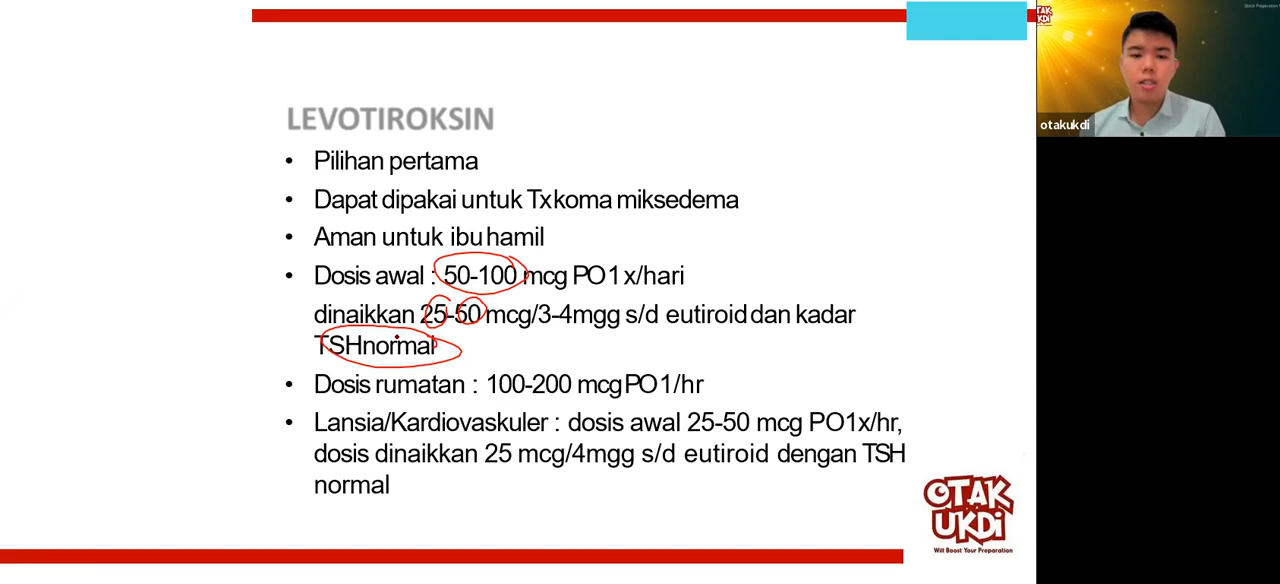 LEVOTIROKSIN
• Pilihan pertama
• Dapat dipakai untuk Tx koma miksedema
• Aman untuk ibu hamil
• Dosis awal : 50-100 mcg PO 1 x/hari
dinaikkan 25-50 mcg/3-4mgg s/d eutiroid dan kadar
TSH normal
• Dosis rumatan : 100-200 mcg PO 1/hr
• Lansia/Kardiovaskuler : dosis awal 25-50 mcg PO 1x/hr,
dosis dinaikkan 25 mcg/4mgg s/d eutiroid dengan TSH
normal
OTAK
UKDi
Will Boost Your Preparation
otakukdi